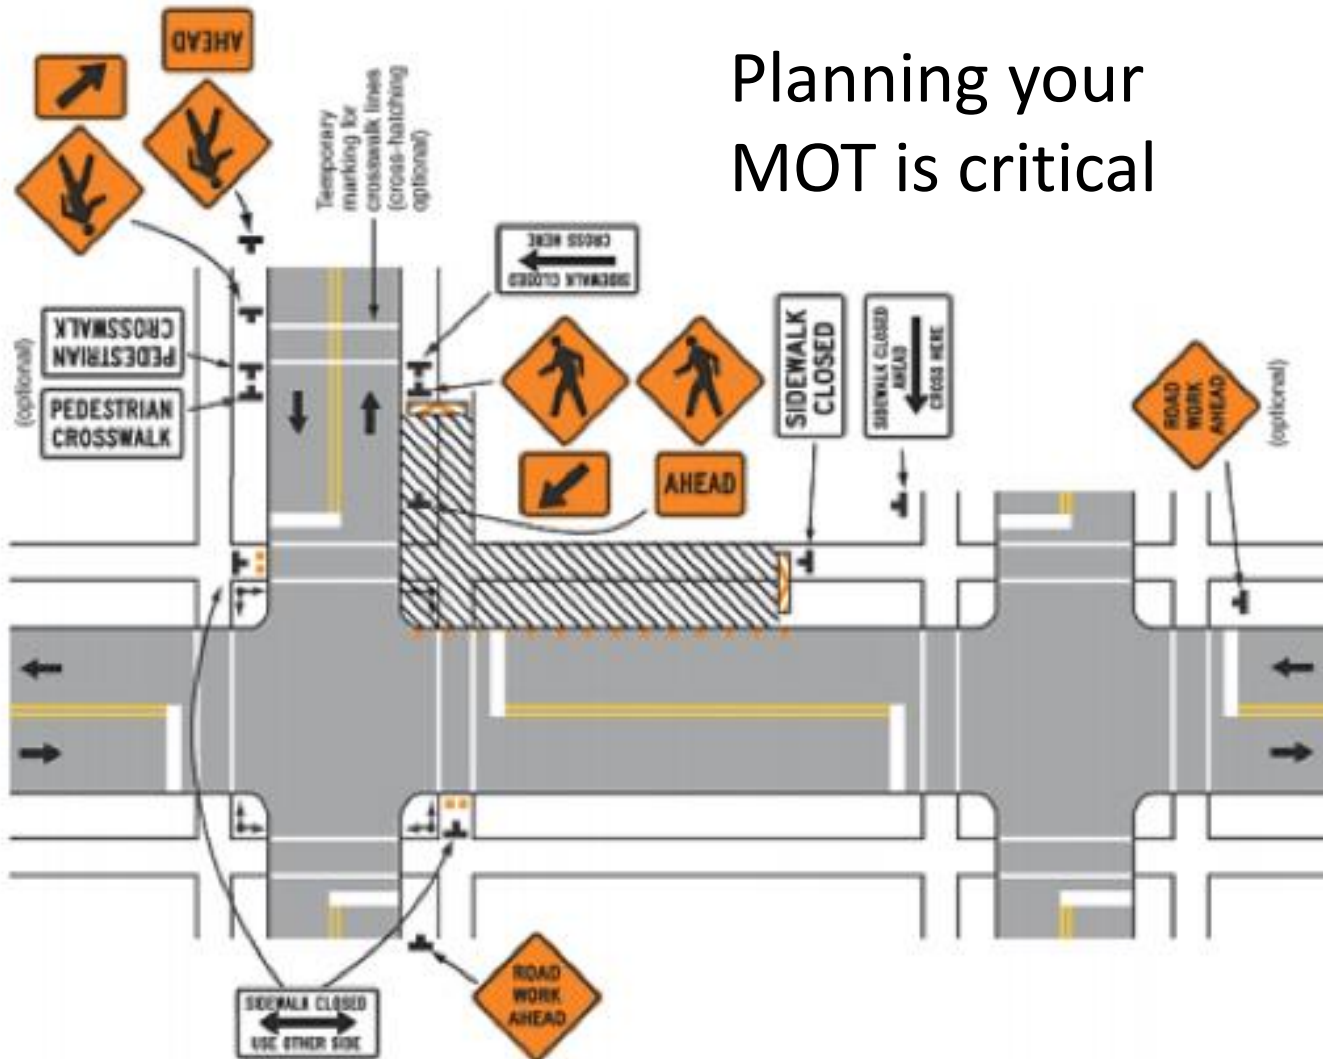 Planning your
MOT is critical
AHEAD
Temporary
marking for
crosswalk lines
(cross-hatching
optional)
SIDEWALK CLOSED
CROSS HERE
(optional)
PEDESTRIAN
CROSSWALK
PEDESTRIAN
CROSSWALK
AHEAD
SIDEWALK
CLOSED
SIDEWALK CLOSED
AHEAD
CROSS HERE
ROAD
WORK
AHEAD
(optional)
SIDEWALK CLOSED
USE OTHER SIDE
ROAD
WORK
AHEAD